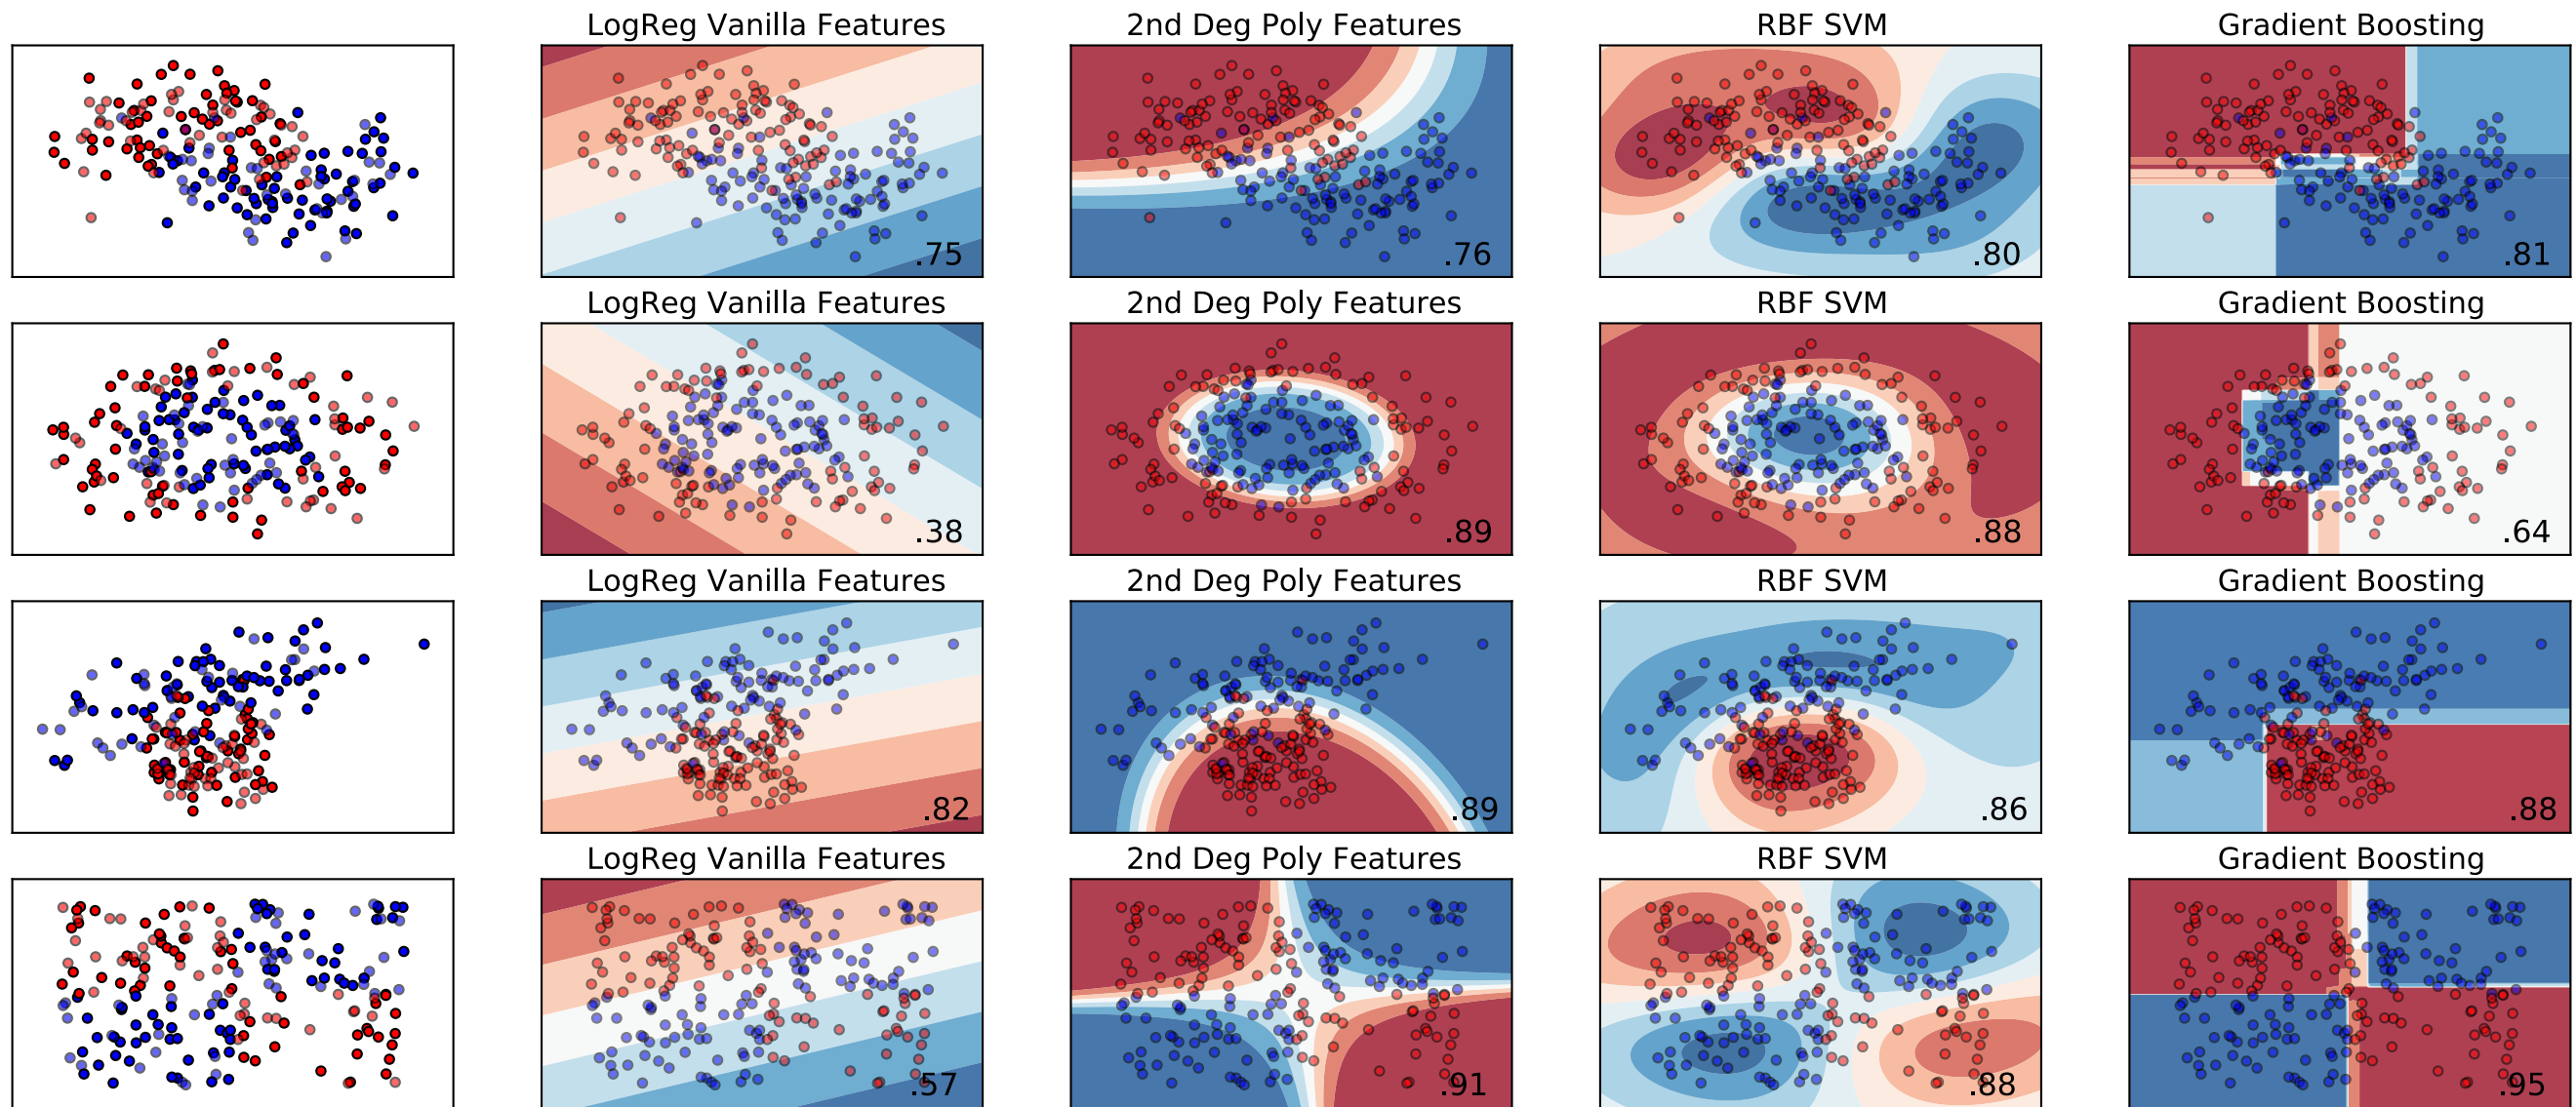 LogReg Vanilla Features 2nd Deg Poly Features RBF SVM Gradient Boosting
.75 .76 .80 .81
LogReg Vanilla Features 2nd Deg Poly Features RBF SVM Gradient Boosting
.38 .89 .88 .64
LogReg Vanilla Features 2nd Deg Poly Features RBF SVM Gradient Boosting
.82 .89 .86 .88
LogReg Vanilla Features 2nd Deg Poly Features RBF SVM Gradient Boosting
.57 .91 .88 .95